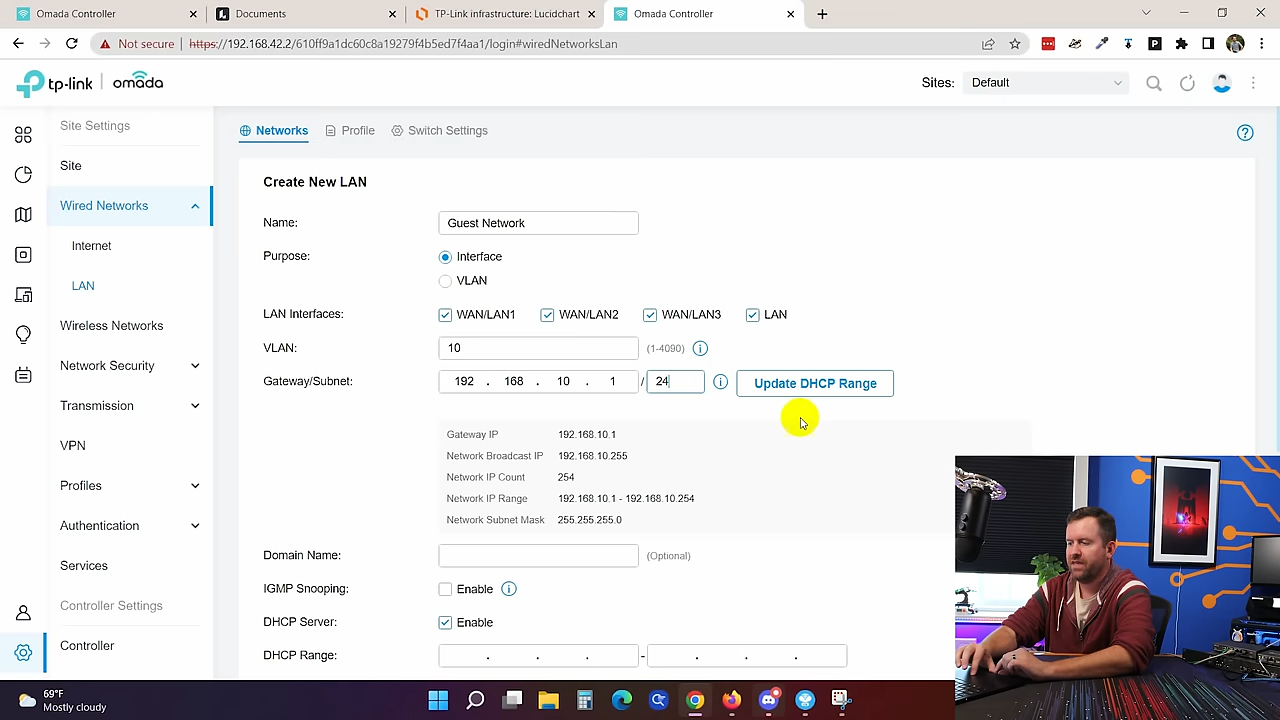 Omada Controller
Documents
TP-Link infrastructure: Lucidchart
Omada Controller
Not secure
https://192.168.42.2/610ff9a1dc60c8a19279f4b5ed7f4aa1/login#wiredNetworksLan
tp-link | omada
Sites: Default
Site Settings
Site
Wired Networks
Internet
LAN
Wireless Networks
Network Security
Transmission
VPN
Profiles
Authentication
Services
Controller Settings
Controller
Networks Profile Switch Settings
Create New LAN
Name: Guest Network
Purpose: Interface
VLAN
LAN Interfaces: WAN/LAN1 WAN/LAN2 WAN/LAN3 LAN
VLAN: 10 (1-4090)
Gateway/Subnet: 192 . 168 . 10 . 1 / 24 Update DHCP Range
Gateway IP 192.168.10.1
Network Broadcast IP 192.168.10.255
Network IP Count 254
Network IP Range 192.168.10.1 - 192.168.10.254
Network Subnet Mask 255.255.255.0
Domain Name: (Optional)
IGMP Snooping: Enable
DHCP Server: Enable
DHCP Range: . . . - . . .
69°F
Mostly cloudy